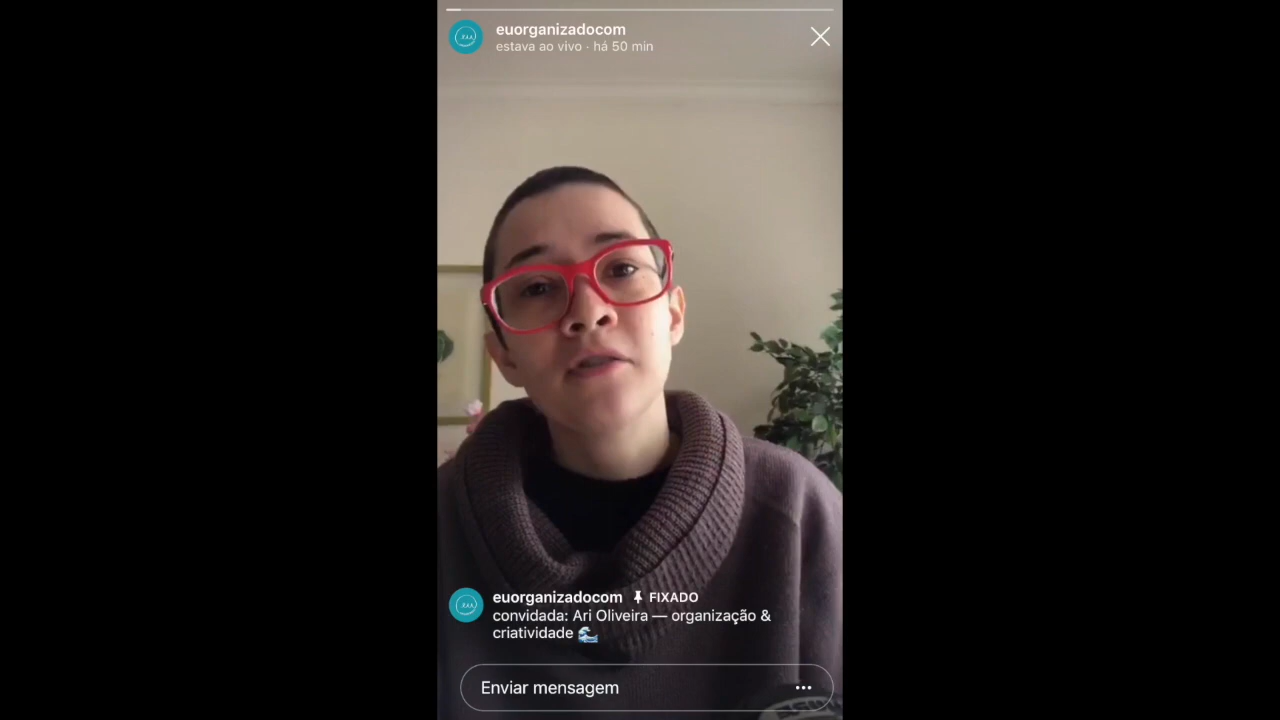 euorganizadocom
estava ao vivo · há 50 min
euorganizadocom FIXADO
convidada: Ari Oliveira — organização &
criatividade 🌊
Enviar mensagem